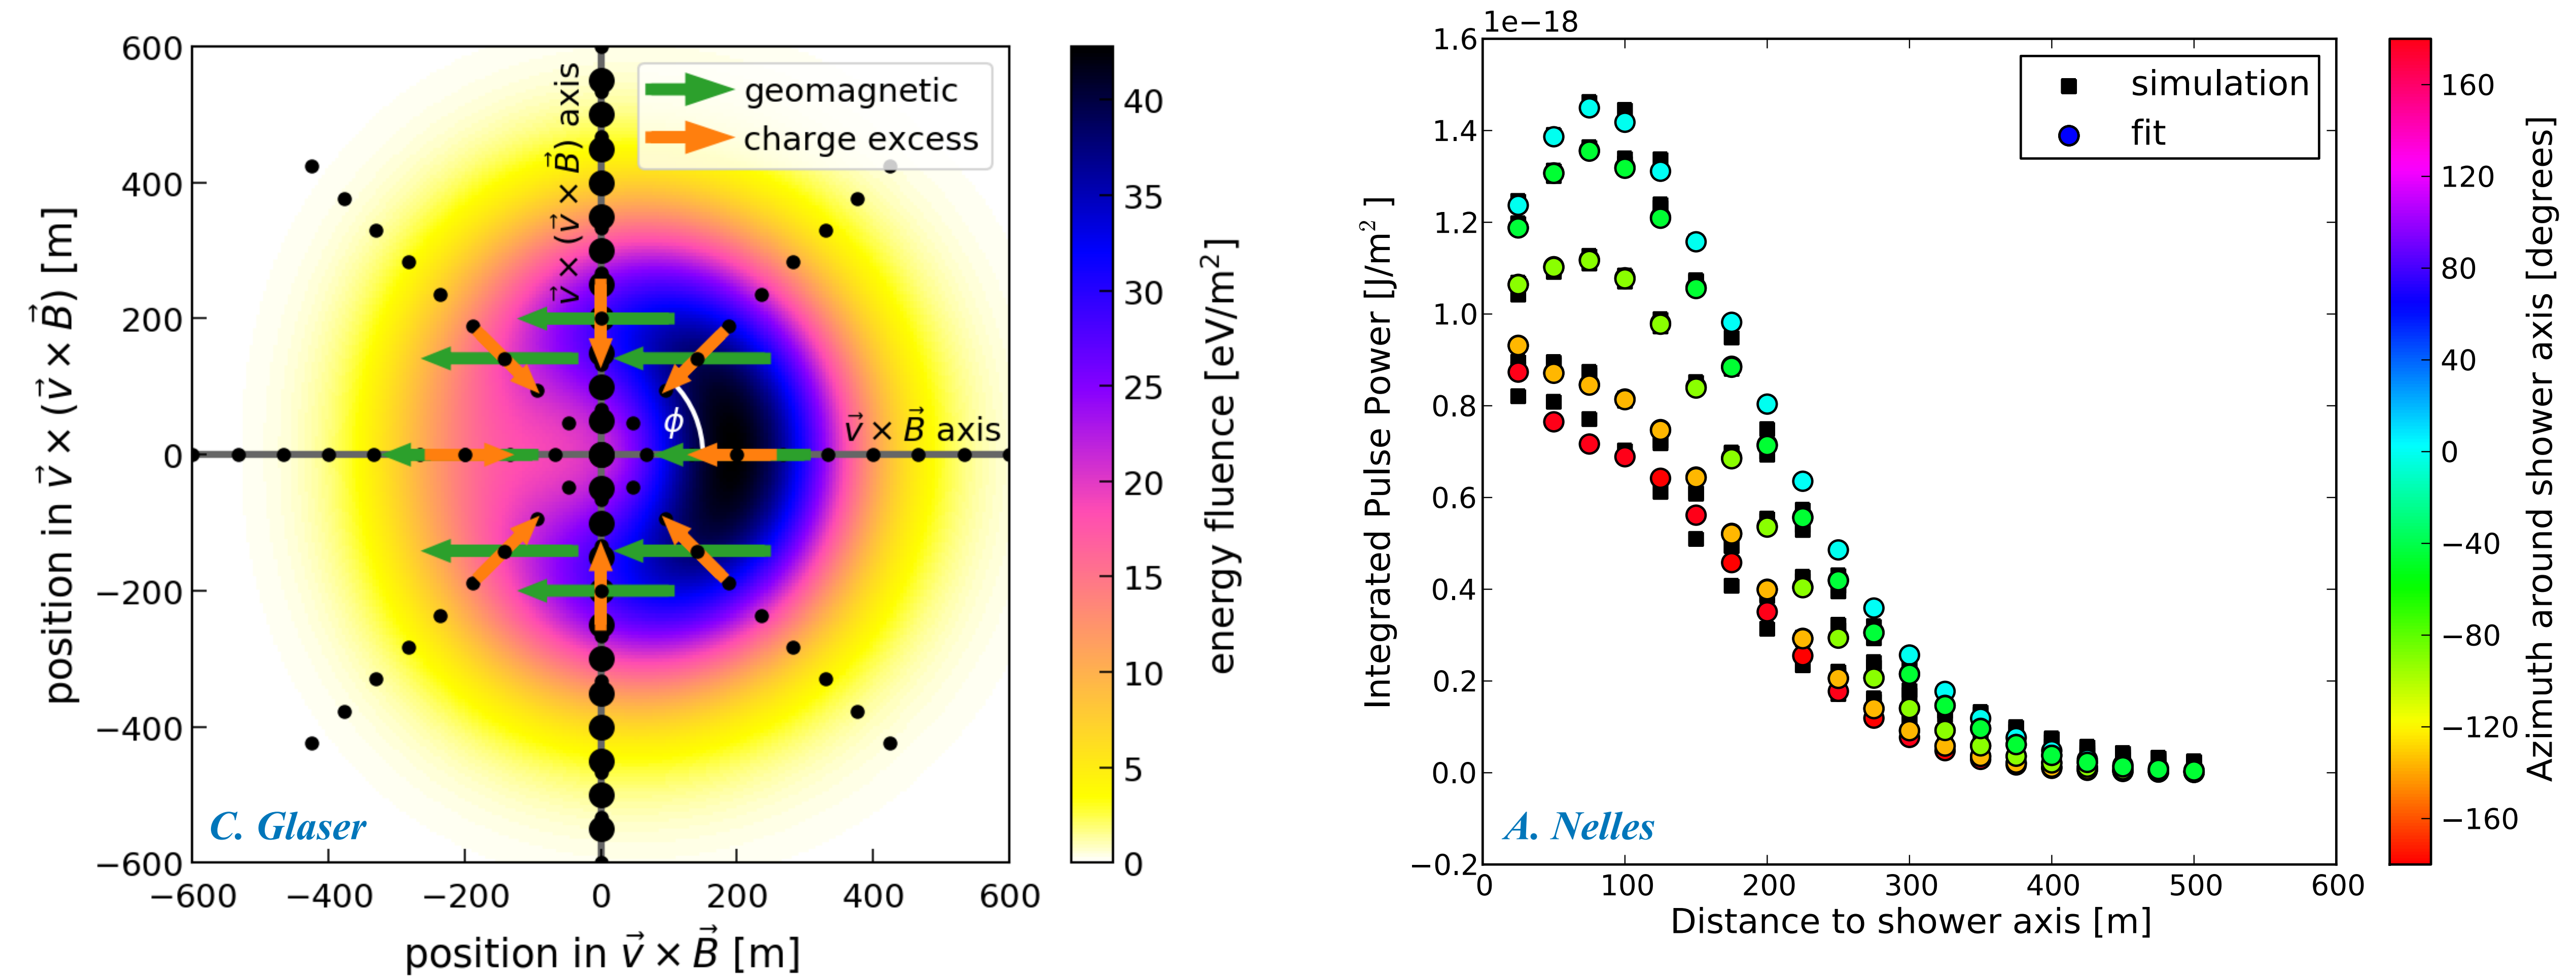 600
400
200
0
−200
−400
−600
position in v⃗ × (v⃗ × B⃗) [m]
v⃗ × (v⃗ × B⃗) axis
geomagnetic
charge excess
ϕ
v⃗ × B⃗ axis
C. Glaser
−600 −400 −200 0 200 400 600
position in v⃗ × B⃗ [m]
40
35
30
25
20
15
10
5
0
energy fluence [eV/m²]
1e−18
1.6
1.4
1.2
1.0
0.8
0.6
0.4
0.2
0.0
−0.2
Integrated Pulse Power [J/m²]
simulation
fit
A. Nelles
0 100 200 300 400 500 600
Distance to shower axis [m]
160
120
80
40
0
−40
−80
−120
−160
Azimuth around shower axis [degrees]